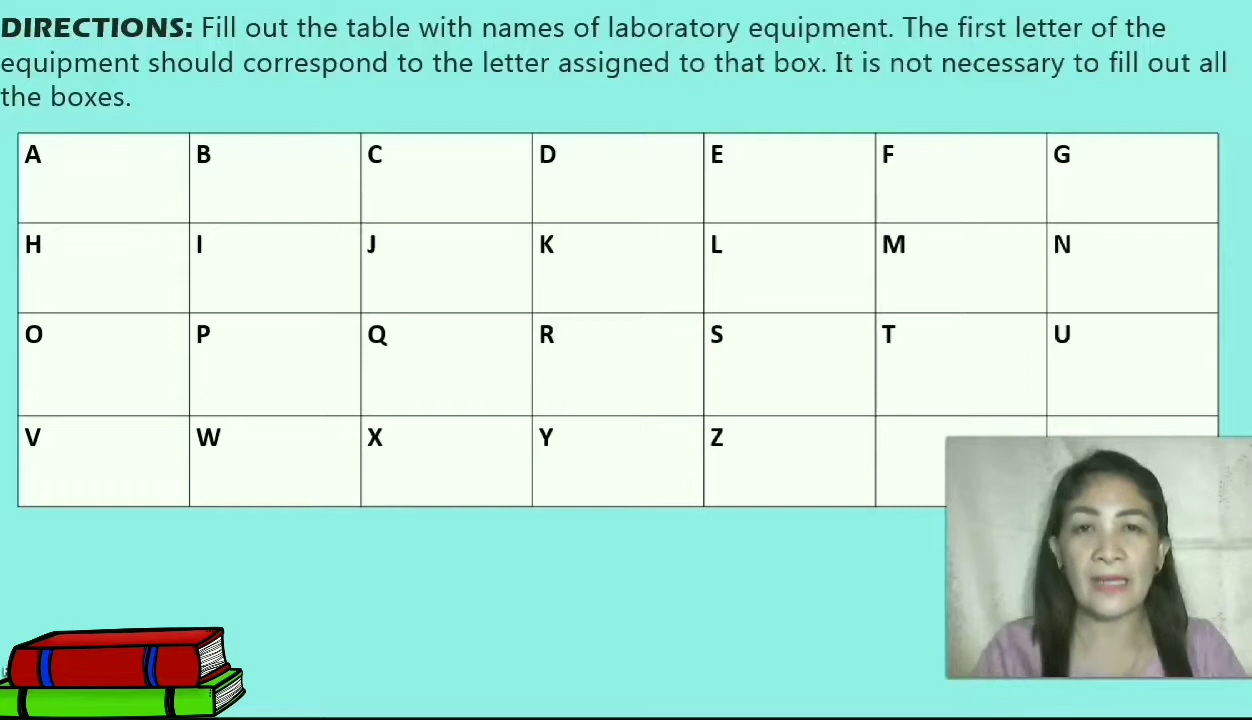 DIRECTIONS: Fill out the table with names of laboratory equipment. The first letter of the
equipment should correspond to the letter assigned to that box. It is not necessary to fill out all
the boxes.
A B C D E F G
H I J K L M N
O P Q R S T U
V W X Y Z